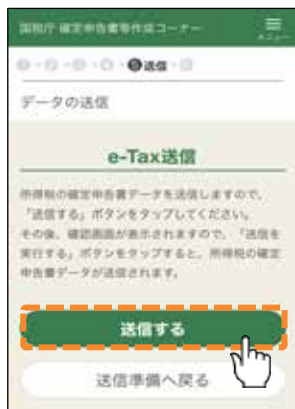 国税庁 確定申告書等作成コーナー
メニュー
送信
データの送信
e-Tax送信
所得税の確定申告書データを送信しますので、
「送信する」ボタンをタップしてください。
その後、確認画面が表示されますので、「送信を
実行する」ボタンをタップすると、所得税の確定
申告書データが送信されます。
送信する
送信準備へ戻る